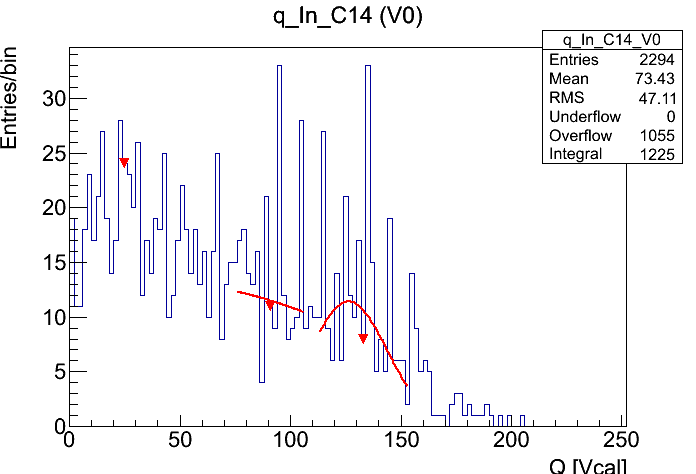 q_In_C14 (V0)
q_In_C14_V0
Entries 2294
Mean 73.43
RMS 47.11
Underflow 0
Overflow 1055
Integral 1225
Entries/bin
30
25
20
15
10
5
0
0 50 100 150 200 250
Q [Vcal]